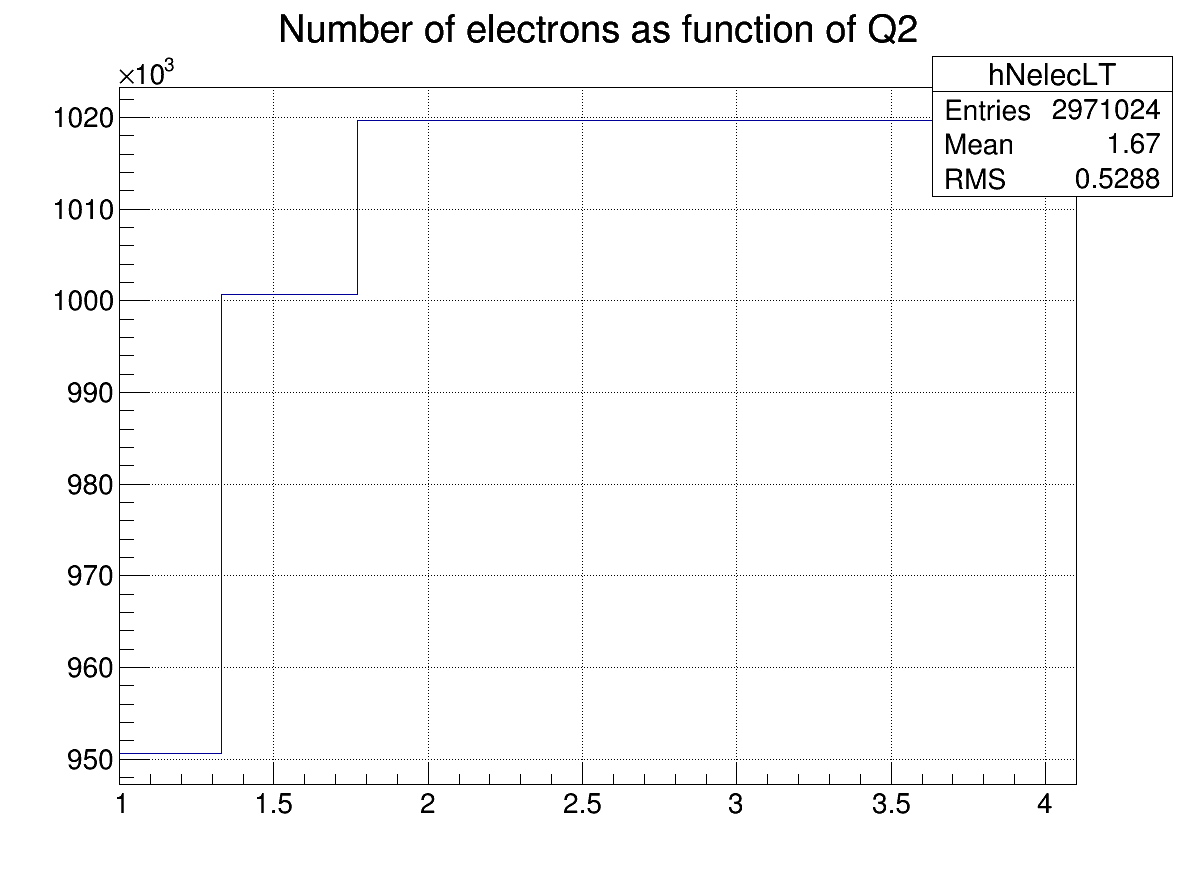 Number of electrons as function of Q2
×10³
hNelecLT
Entries 2971024
Mean 1.67
RMS 0.5288
1020
1010
1000
990
980
970
960
950
1 1.5 2 2.5 3 3.5 4